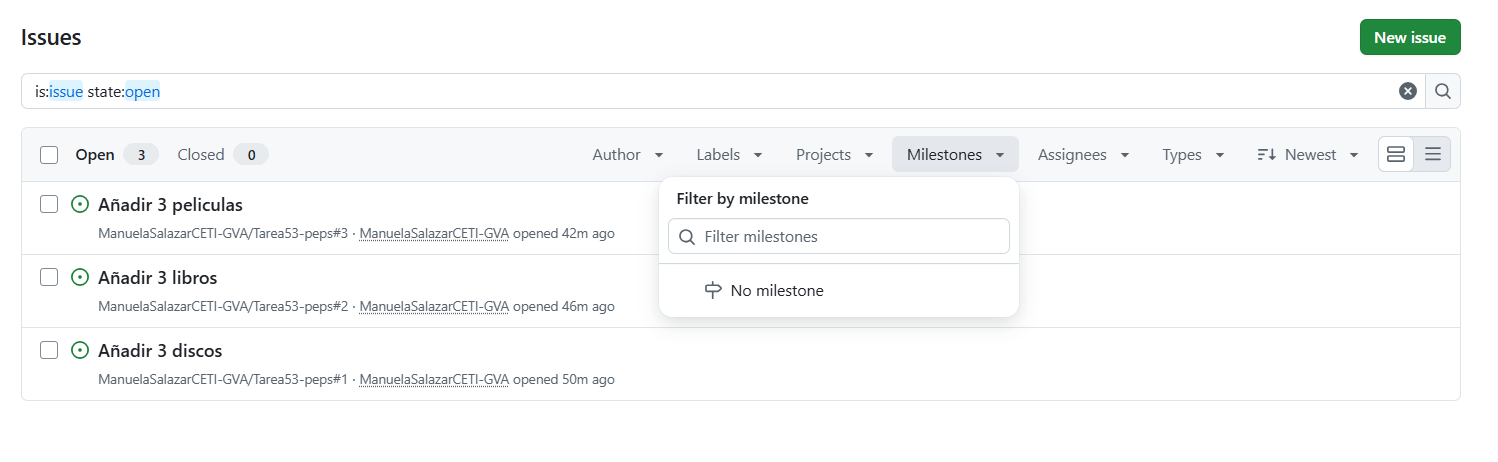 Issues
New issue
is:issue state:open
Open 3 Closed 0 Author Labels Projects Milestones Assignees Types Newest
Filter by milestone
Filter milestones
No milestone
Añadir 3 peliculas
ManuelaSalazarCETI-GVA/Tarea53-peps#3 · ManuelaSalazarCETI-GVA opened 42m ago
Añadir 3 libros
ManuelaSalazarCETI-GVA/Tarea53-peps#2 · ManuelaSalazarCETI-GVA opened 46m ago
Añadir 3 discos
ManuelaSalazarCETI-GVA/Tarea53-peps#1 · ManuelaSalazarCETI-GVA opened 50m ago